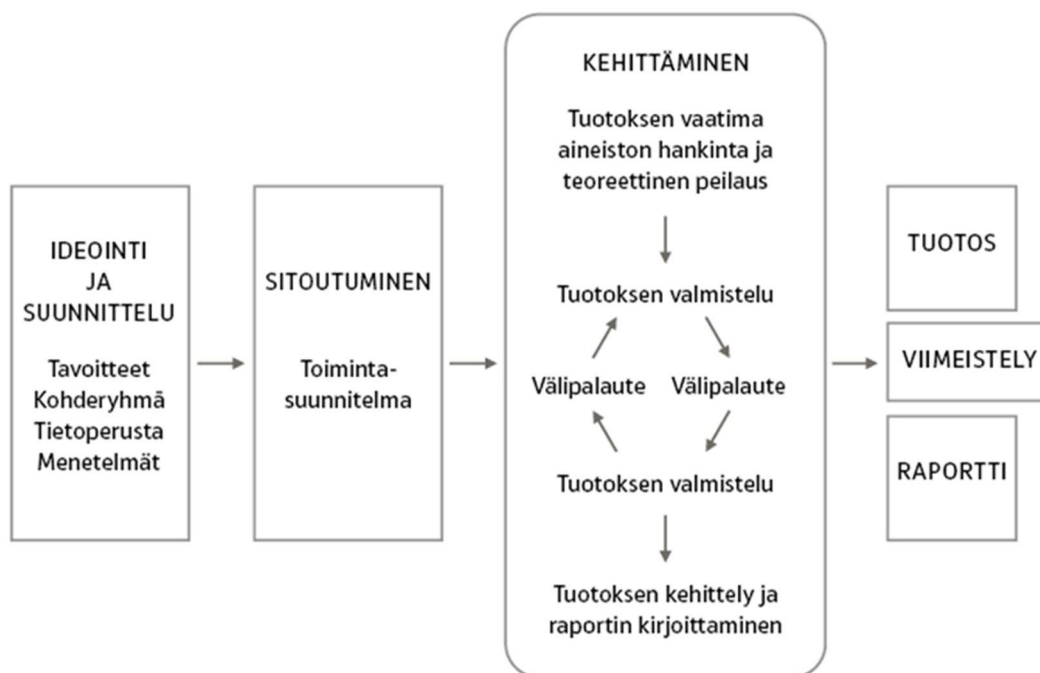 IDEOINTI
JA
SUUNNITTELU
Tavoitteet
Kohderyhmä
Tietoperusta
Menetelmät
SITOUTUMINEN
Toiminta-
suunnitelma
KEHITTÄMINEN
Tuotoksen vaatima
aineiston hankinta ja
teoreettinen peilaus
Tuotoksen valmistelu
Välipalaute Välipalaute
Tuotoksen valmistelu
Tuotoksen kehittely ja
raportin kirjoittaminen
TUOTOS
VIIMEISTELY
RAPORTTI